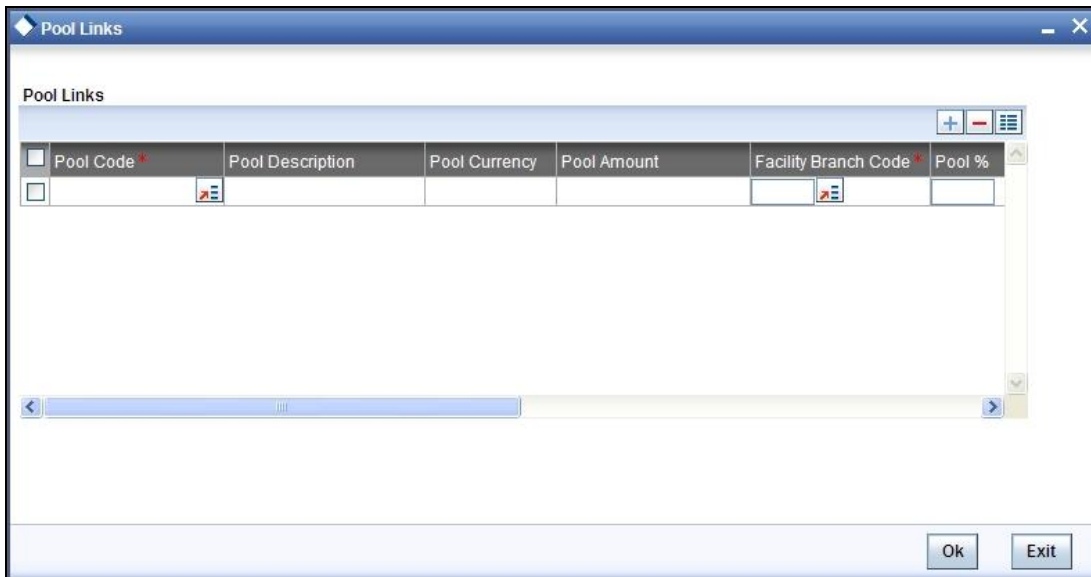 Pool Links
Pool Links
Pool Code * Pool Description Pool Currency Pool Amount Facility Branch Code * Pool %
Ok Exit